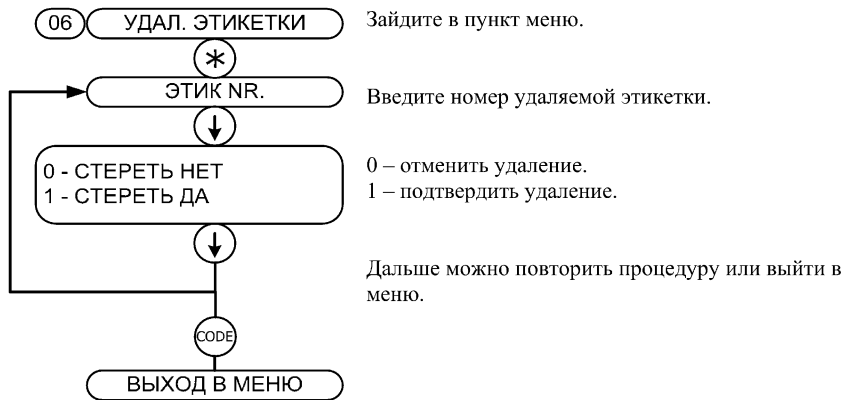 06 УДАЛ. ЭТИКЕТКИ
Зайдите в пункт меню.
*
ЭТИК NR.
Введите номер удаляемой этикетки.
0 - СТЕРЕТЬ НЕТ
1 - СТЕРЕТЬ ДА
0 – отменить удаление.
1 – подтвердить удаление.
Дальше можно повторить процедуру или выйти в
меню.
CODE
ВЫХОД В МЕНЮ